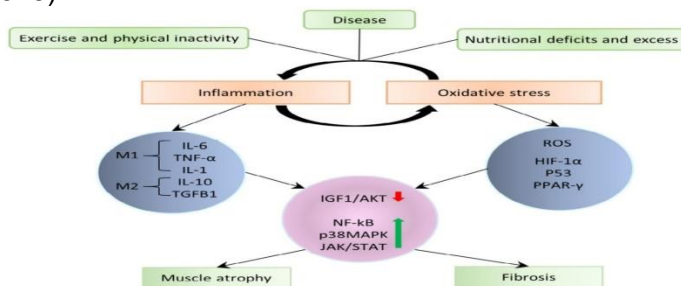 Disease
Exercise and physical inactivity
Nutritional deficits and excess
Inflammation
Oxidative stress
M1
IL-6
TNF-α
IL-1
M2
IL-10
TGFB1
ROS
HIF-1α
P53
PPAR-γ
IGF1/AKT
NF-kB
p38MAPK
JAK/STAT
Muscle atrophy
Fibrosis